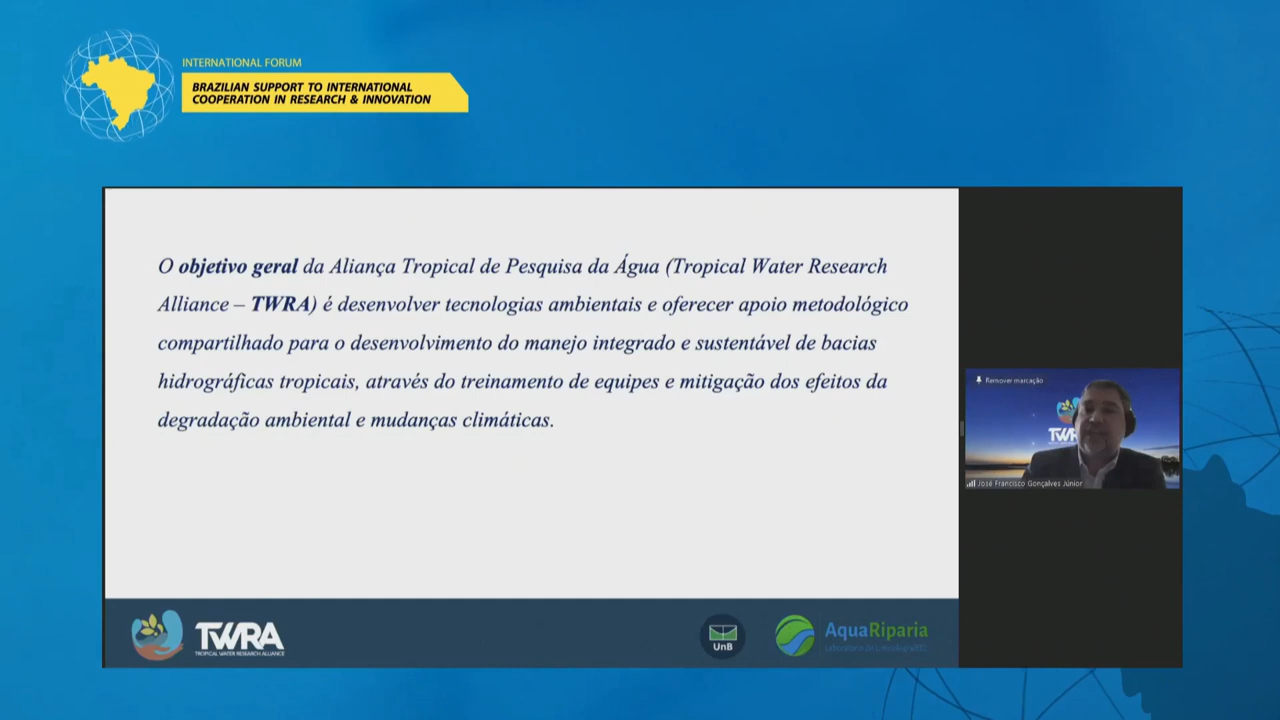 INTERNATIONAL FORUM
BRAZILIAN SUPPORT TO INTERNATIONAL
COOPERATION IN RESEARCH & INNOVATION
O objetivo geral da Aliança Tropical de Pesquisa da Água (Tropical Water Research
Alliance – TWRA) é desenvolver tecnologias ambientais e oferecer apoio metodológico
compartilhado para o desenvolvimento do manejo integrado e sustentável de bacias
hidrográficas tropicais, através do treinamento de equipes e mitigação dos efeitos da
degradação ambiental e mudanças climáticas.
Remover marcação
TWR
José Francisco Gonçalves Júnior
TWRA
TROPICAL WATER RESEARCH ALLIANCE
UnB
AquaRiparia